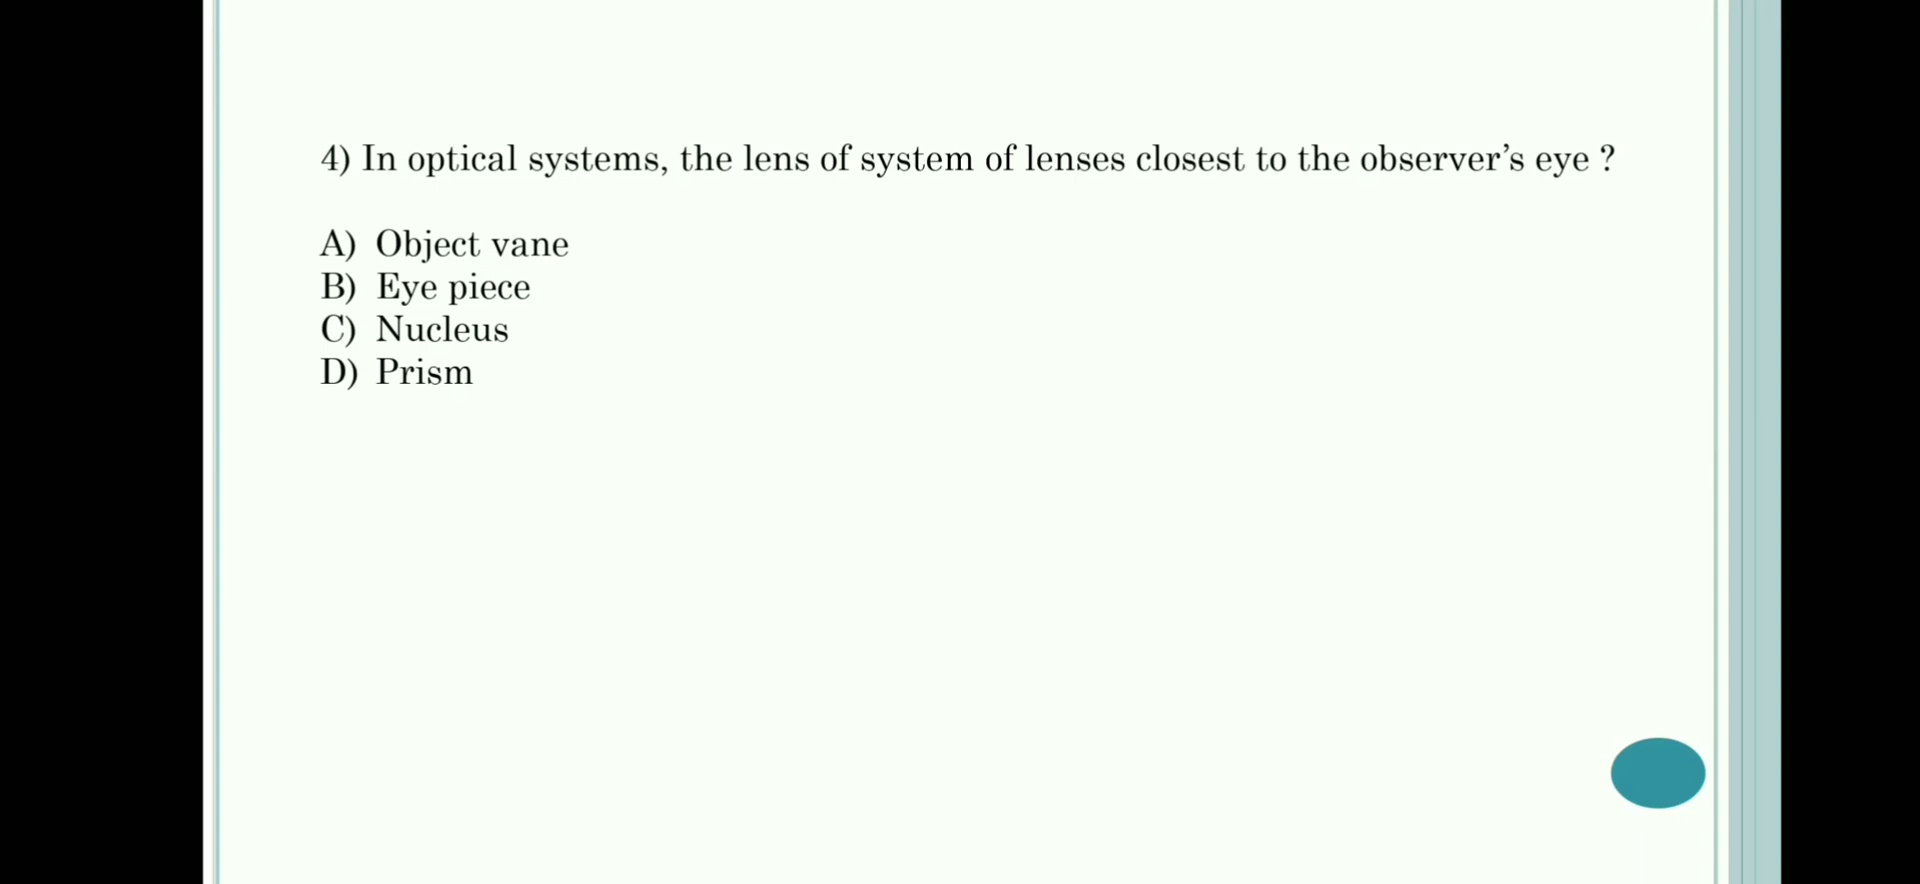 4) In optical systems, the lens of system of lenses closest to the observer’s eye ?
A) Object vane
B) Eye piece
C) Nucleus
D) Prism